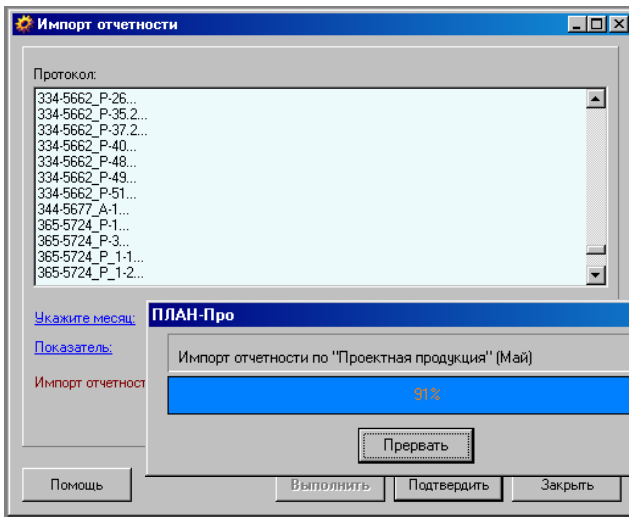 Импорт отчетности
Протокол:
334-5662_P-26...
334-5662_P-35.2...
334-5662_P-37.2...
334-5662_P-40...
334-5662_P-48...
334-5662_P-49...
334-5662_P-51...
344-5677_A-1...
365-5724_P-1...
365-5724_P-3...
365-5724_P_1-1...
365-5724_P_1-2...
Укажите месяц:
ПЛАН-Про
Показатель:
Импорт отчетности по "Проектная продукция" (Май)
Импорт отчетност
91%
Прервать
Помощь
Выполнить
Подтвердить
Закрыть